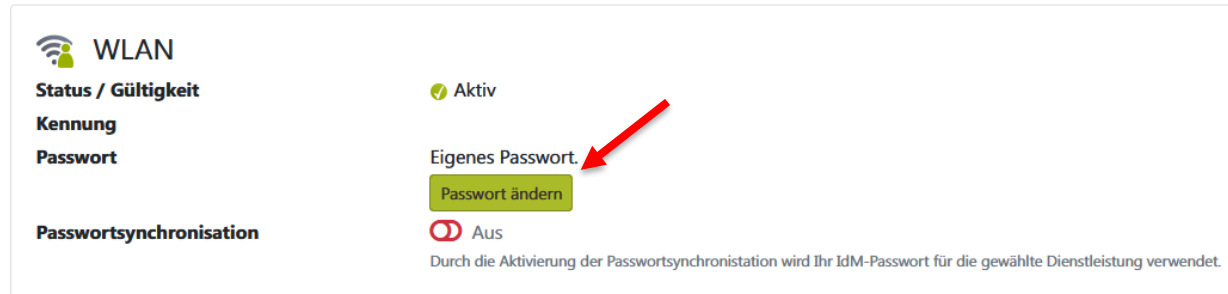 WLAN
Status / Gültigkeit Aktiv
Kennung
Passwort Eigenes Passwort.
Passwort ändern
Passwortsynchronisation Aus
Durch die Aktivierung der Passwortsynchronistation wird Ihr IdM-Passwort für die gewählte Dienstleistung verwendet.